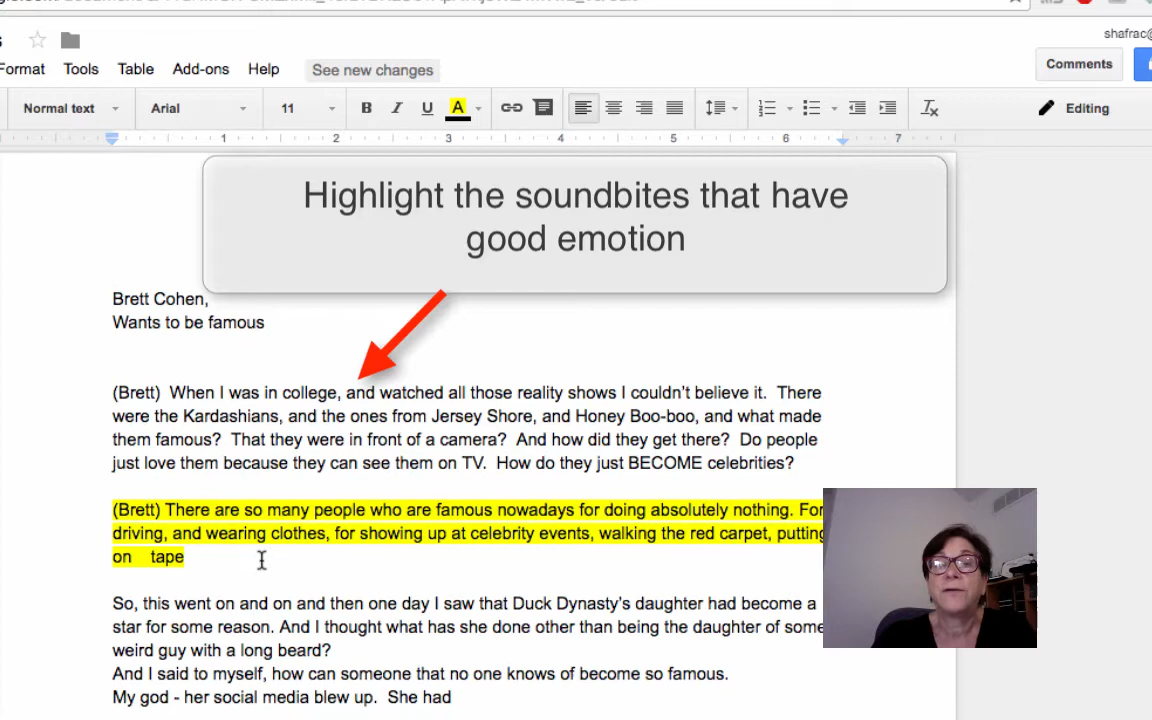 shafrac@
Format Tools Table Add-ons Help See new changes Comments
Normal text Arial 11 B I U A Editing
1 2 3 4 5 6 7
Highlight the soundbites that have
good emotion
Brett Cohen,
Wants to be famous
(Brett)  When I was in college, and watched all those reality shows I couldn't believe it.  There
were the Kardashians, and the ones from Jersey Shore, and Honey Boo-boo, and what made
them famous?  That they were in front of a camera?  And how did they get there?  Do people
just love them because they can see them on TV.  How do they just BECOME celebrities?
(Brett) There are so many people who are famous nowadays for doing absolutely nothing. For
driving, and wearing clothes, for showing up at celebrity events, walking the red carpet, putting
on    tape
So, this went on and on and then one day I saw that Duck Dynasty's daughter had become a
star for some reason. And I thought what has she done other than being the daughter of some
weird guy with a long beard?
And I said to myself, how can someone that no one knows of become so famous.
My god - her social media blew up.  She had